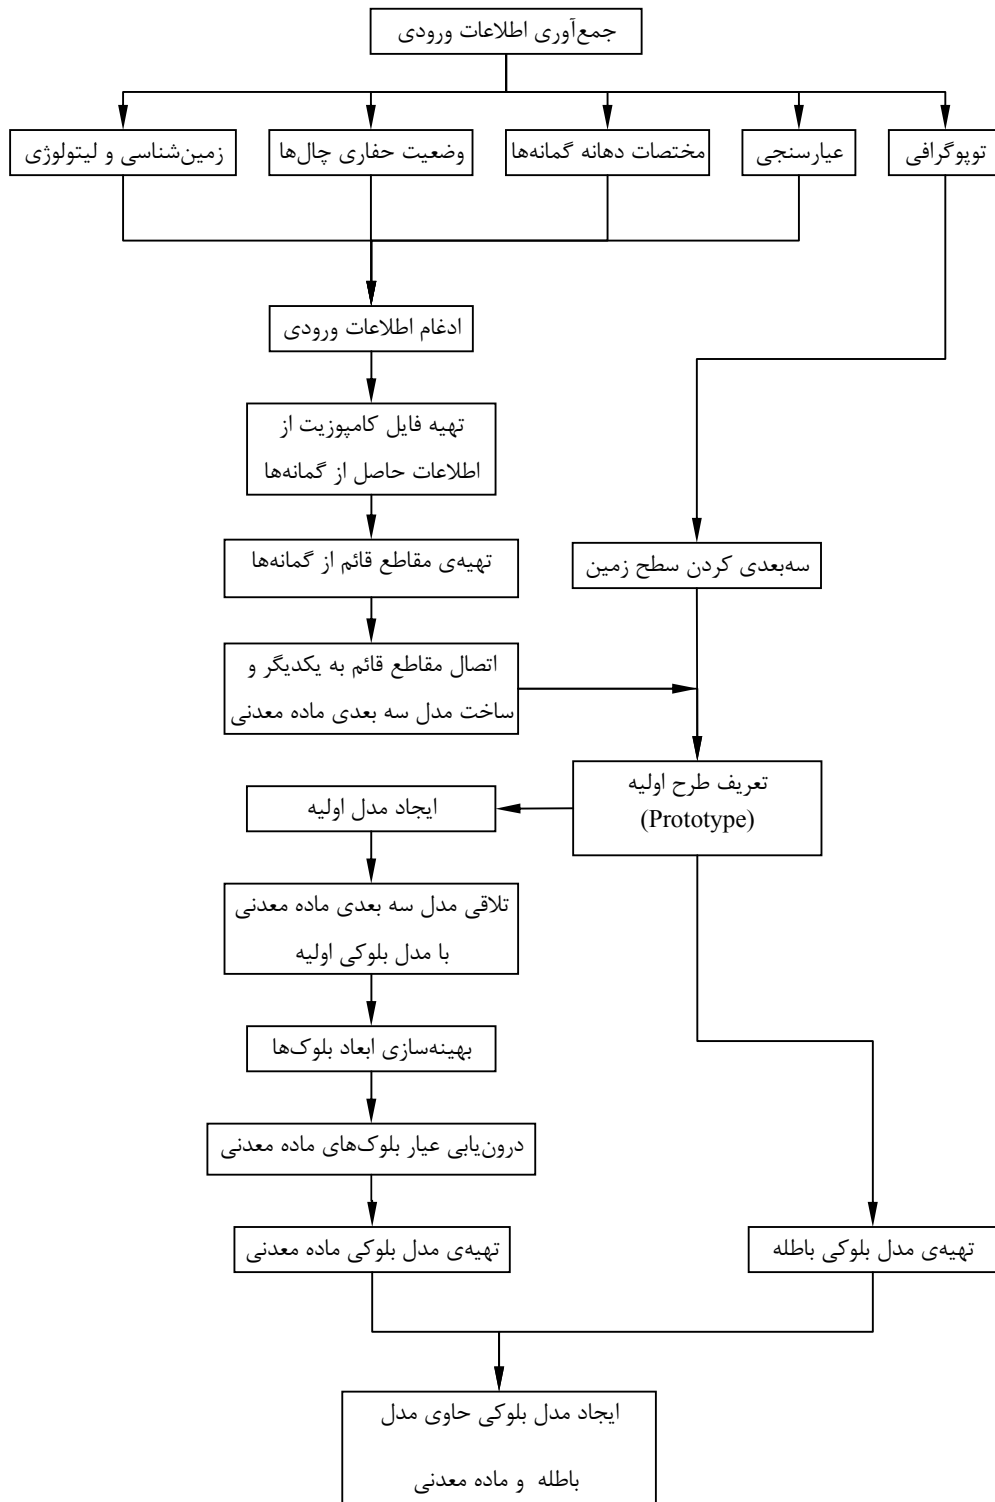 جمع‌آوری اطلاعات ورودی
توپوگرافی
عیارسنجی
مختصات دهانه گمانه‌ها
وضعیت حفاری چال‌ها
زمین‌شناسی و لیتولوژی
ادغام اطلاعات ورودی
تهیه فایل کامپوزیت از
اطلاعات حاصل از گمانه‌ها
تهیه‌ی مقاطع قائم از گمانه‌ها
سه‌بعدی کردن سطح زمین
اتصال مقاطع قائم به یکدیگر و
ساخت مدل سه بعدی ماده معدنی
تعریف طرح اولیه
(Prototype)
ایجاد مدل اولیه
تلاقی مدل سه بعدی ماده معدنی
با مدل بلوکی اولیه
بهینه‌سازی ابعاد بلوک‌ها
درون‌یابی عیار بلوک‌های ماده معدنی
تهیه‌ی مدل بلوکی باطله
تهیه‌ی مدل بلوکی ماده معدنی
ایجاد مدل بلوکی حاوی مدل
باطله و ماده معدنی